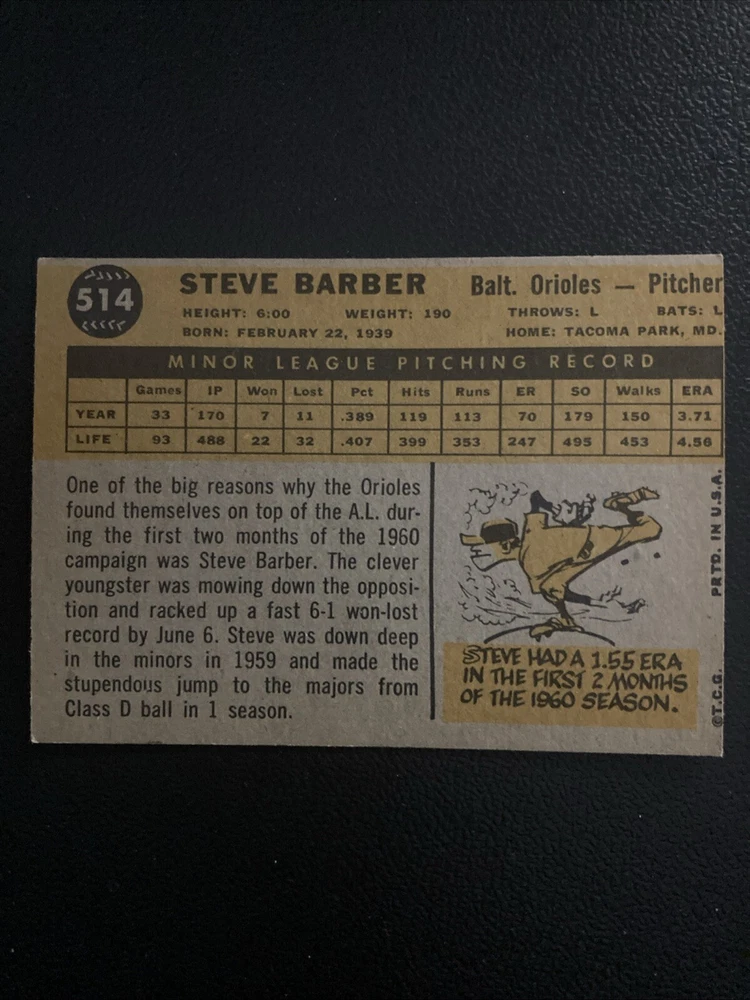 514
STEVE BARBER Balt. Orioles — Pitcher
HEIGHT: 6:00 WEIGHT: 190 THROWS: L BATS: L
BORN: FEBRUARY 22, 1939 HOME: TACOMA PARK, MD.
MINOR LEAGUE PITCHING RECORD
Games IP Won Lost Pct Hits Runs ER SO Walks ERA
YEAR 33 170 7 11 .389 119 113 70 179 150 3.71
LIFE 93 488 22 32 .407 399 353 247 495 453 4.56
One of the big reasons why the Orioles
found themselves on top of the A.L. dur-
ing the first two months of the 1960
campaign was Steve Barber. The clever
youngster was mowing down the opposi-
tion and racked up a fast 6-1 won-lost
record by June 6. Steve was down deep
in the minors in 1959 and made the
stupendous jump to the majors from
Class D ball in 1 season.
STEVE HAD A 1.55 ERA
IN THE FIRST 2 MONTHS
OF THE 1960 SEASON.
©T.C.G. PRTD. IN U.S.A.